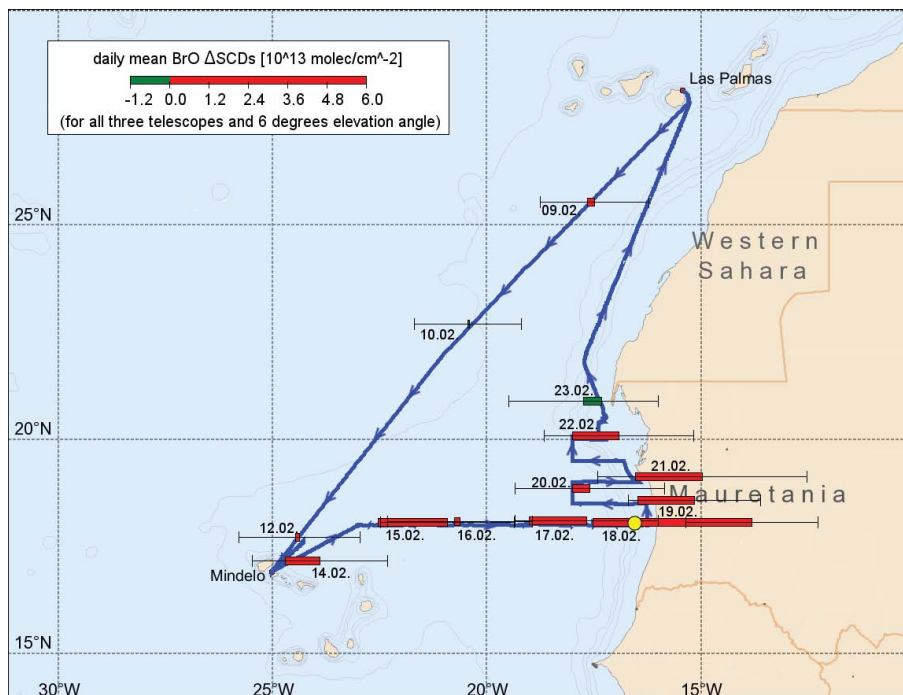 daily mean BrO ΔSCDs [10^13 molec/cm^-2]
-1.2 0.0 1.2 2.4 3.6 4.8 6.0
(for all three telescopes and 6 degrees elevation angle)
Las Palmas
25°N
09.02.
Western
Sahara
10.02.
23.02.
22.02.
20°N
21.02.
20.02.
Mauretania
19.02.
12.02.
15.02.
16.02.
17.02.
18.02.
Mindelo
14.02.
15°N
30°W
25°W
20°W
15°W